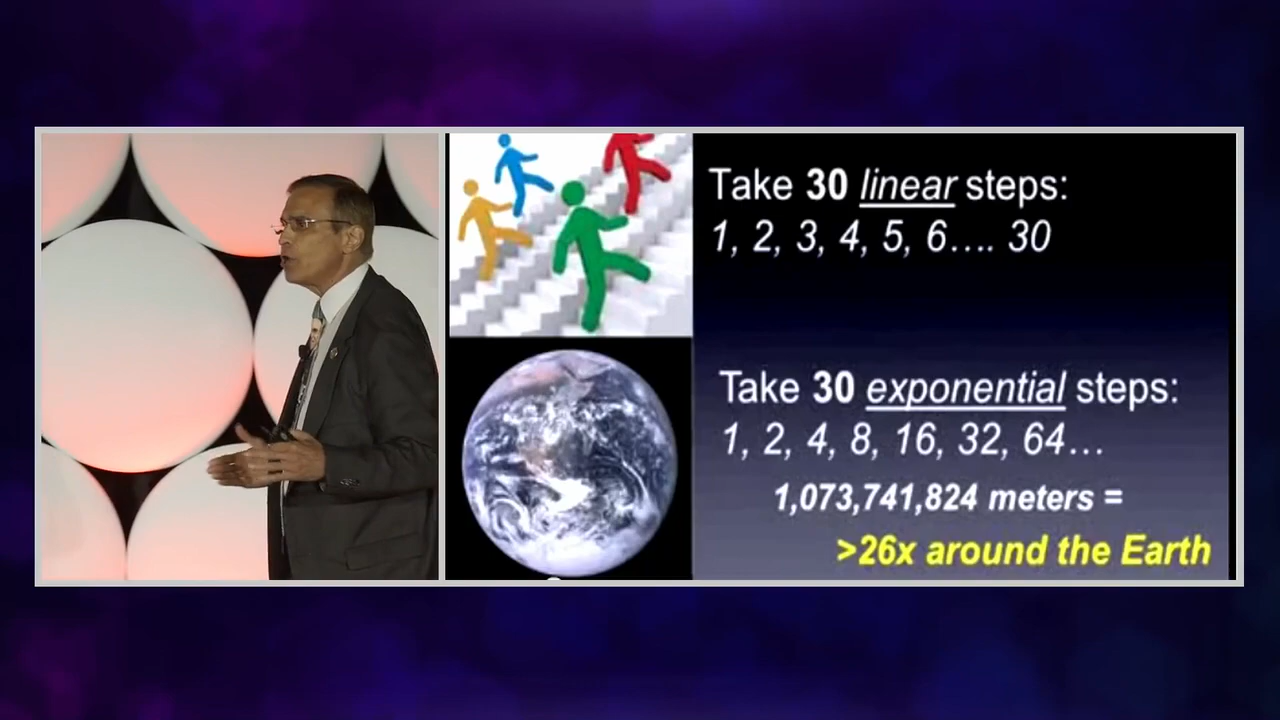 Take 30 linear steps:
1, 2, 3, 4, 5, 6.... 30
Take 30 exponential steps:
1, 2, 4, 8, 16, 32, 64...
1,073,741,824 meters =
>26x around the Earth